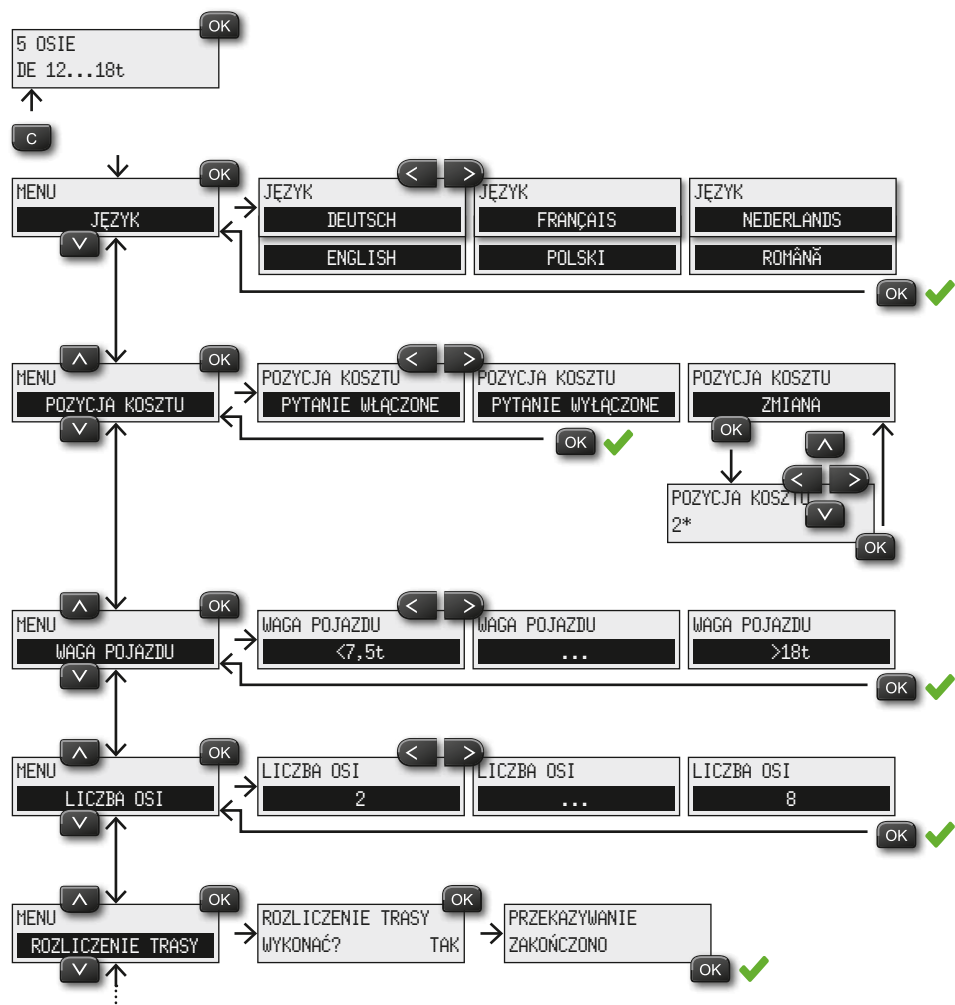 OK
5 OSIE
DE 12...18t
C
OK
MENU
JĘZYK
JĘZYK
DEUTSCH
ENGLISH
JĘZYK
FRANÇAIS
POLSKI
JĘZYK
NEDERLANDS
ROMÂNĂ
OK
OK
MENU
POZYCJA KOSZTU
POZYCJA KOSZTU
PYTANIE WŁĄCZONE
POZYCJA KOSZTU
PYTANIE WYŁĄCZONE
POZYCJA KOSZTU
ZMIANA
OK
OK
POZYCJA KOSZTU
2*
OK
OK
MENU
WAGA POJAZDU
WAGA POJAZDU
<7,5t
WAGA POJAZDU
...
WAGA POJAZDU
>18t
OK
OK
MENU
LICZBA OSI
LICZBA OSI
2
LICZBA OSI
...
LICZBA OSI
8
OK
OK
MENU
ROZLICZENIE TRASY
OK
ROZLICZENIE TRASY
WYKONAĆ? TAK
PRZEKAZYWANIE
ZAKOŃCZONO
OK